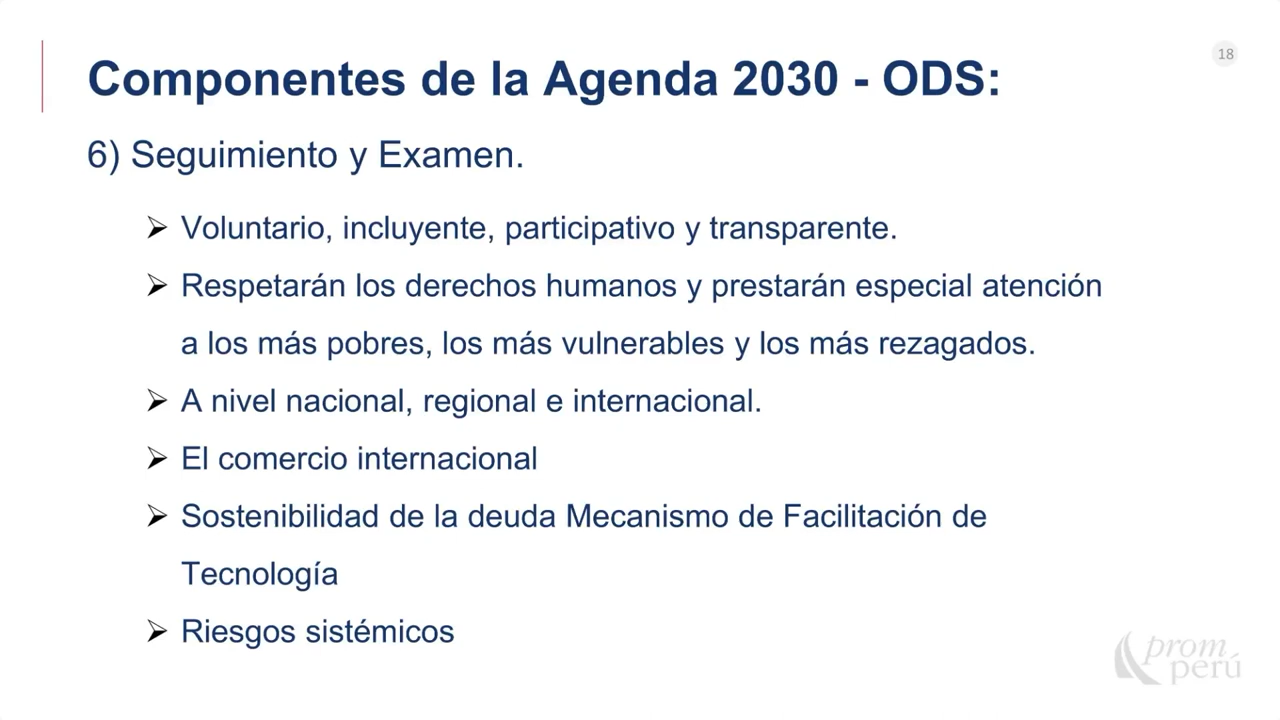 18
Componentes de la Agenda 2030 - ODS:
6) Seguimiento y Examen.
➢ Voluntario, incluyente, participativo y transparente.
➢ Respetarán los derechos humanos y prestarán especial atención
a los más pobres, los más vulnerables y los más rezagados.
➢ A nivel nacional, regional e internacional.
➢ El comercio internacional
➢ Sostenibilidad de la deuda Mecanismo de Facilitación de
Tecnología
➢ Riesgos sistémicos
prom
perú